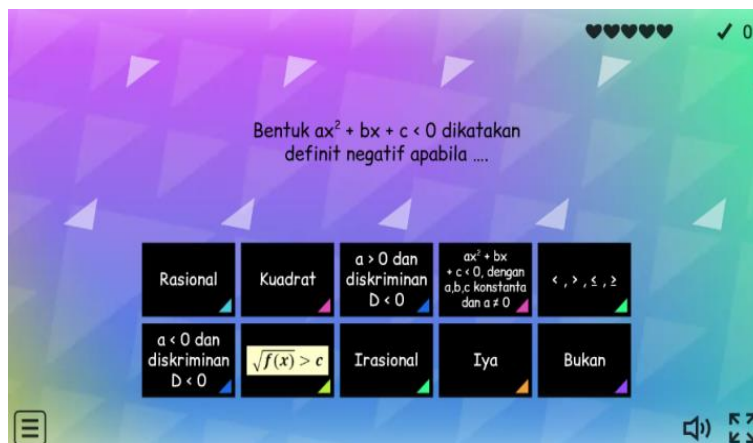 0
Bentuk ax² + bx + c < 0 dikatakan
definit negatif apabila ....
Rasional
Kuadrat
a > 0 dan
diskriminan
D < 0
ax² + bx
+ c < 0, dengan
a,b,c konstanta
dan a ≠ 0
< , > , ≤ , ≥
a < 0 dan
diskriminan
D < 0
√f(x) > c
Irasional
Iya
Bukan